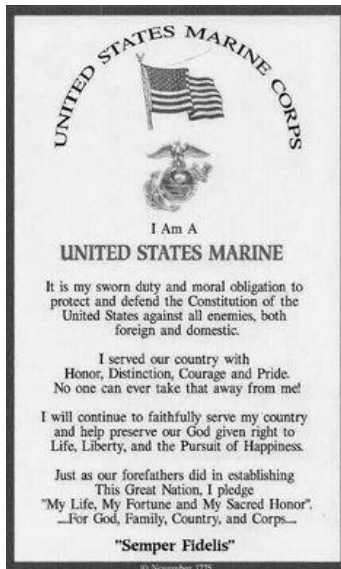 UNITED STATES MARINE CORPS
I Am A
UNITED STATES MARINE
It is my sworn duty and moral obligation to
protect and defend the Constitution of the
United States against all enemies, both
foreign and domestic.
I served our country with
Honor, Distinction, Courage and Pride.
No one can ever take that away from me!
I will continue to faithfully serve my country
and help preserve our God given right to
Life, Liberty, and the Pursuit of Happiness.
Just as our forefathers did in establishing
This Great Nation, I pledge
"My Life, My Fortune and My Sacred Honor".
...For God, Family, Country, and Corps...
"Semper Fidelis"
10 November 1775